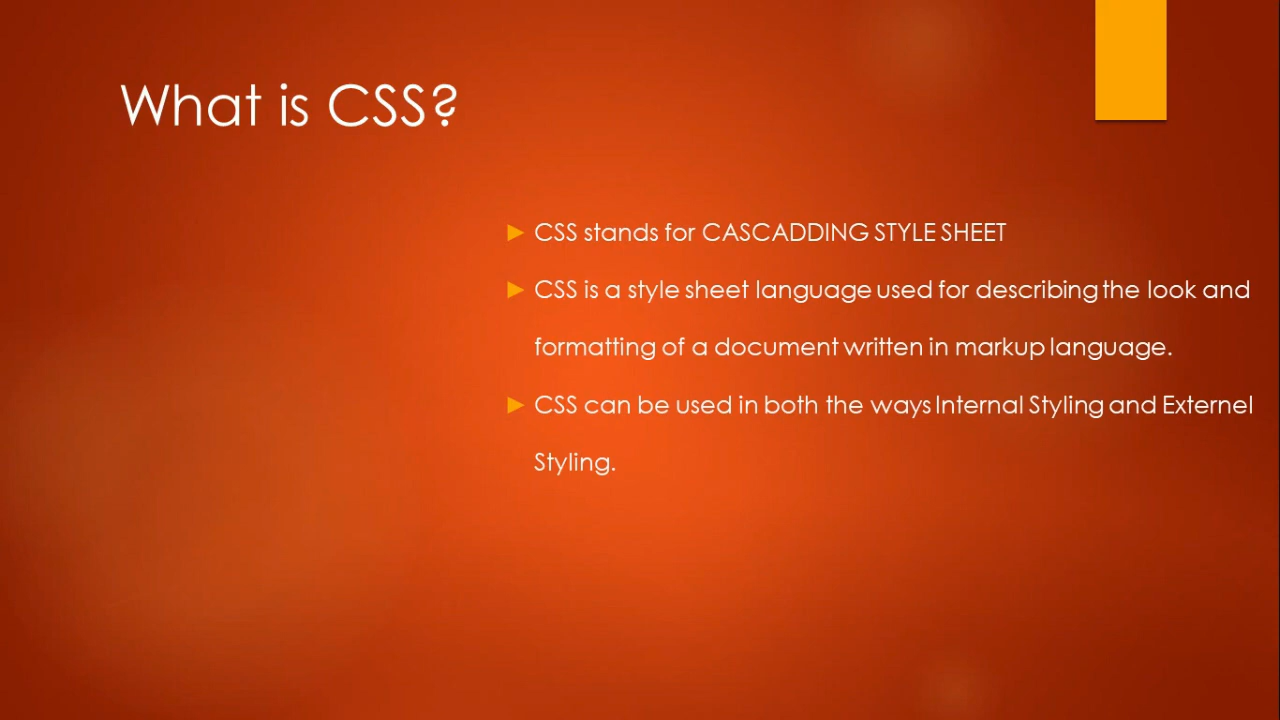 What is CSS?
CSS stands for CASCADDING STYLE SHEET
CSS is a style sheet language used for describing the look and
formatting of a document written in markup language.
CSS can be used in both the ways Internal Styling and Externel
Styling.